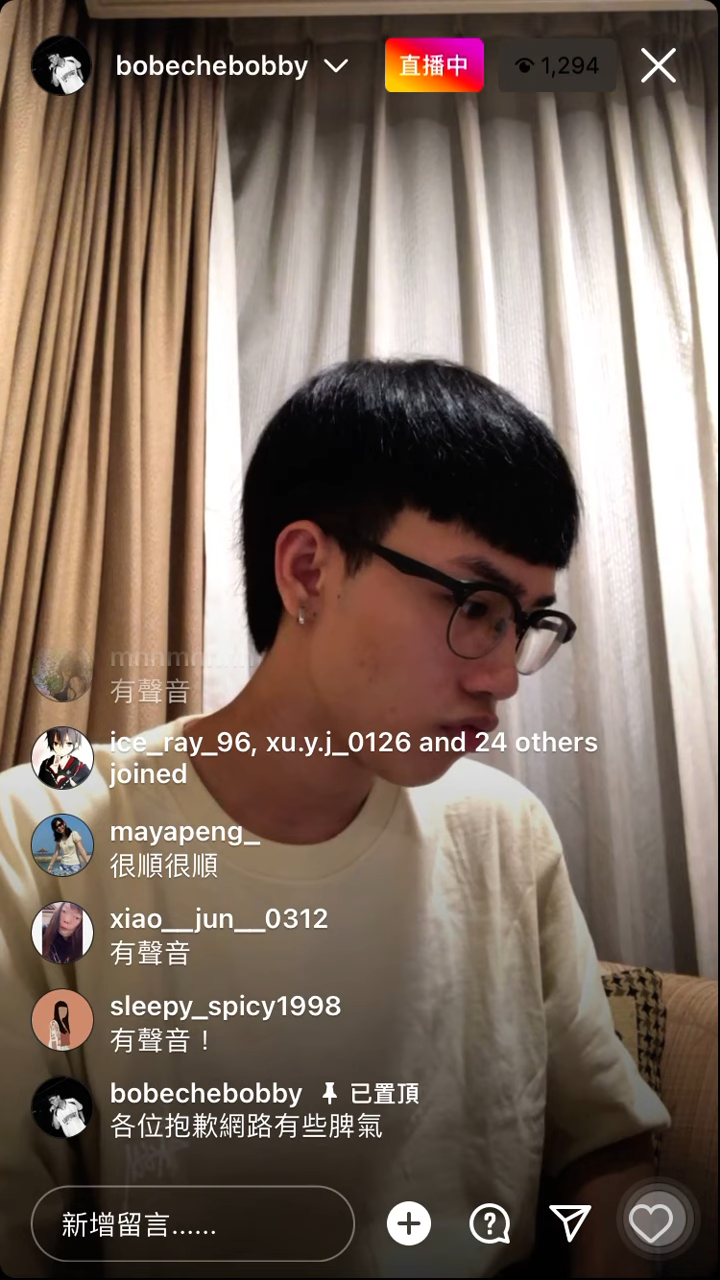 bobechebobby
直播中
1,294
有聲音
ice_ray_96, xu.y.j_0126 and 24 others
joined
mayapeng_
很順很順
xiao__jun__0312
有聲音
sleepy_spicy1998
有聲音！
bobechebobby 已置頂
各位抱歉網路有些脾氣
新增留言......